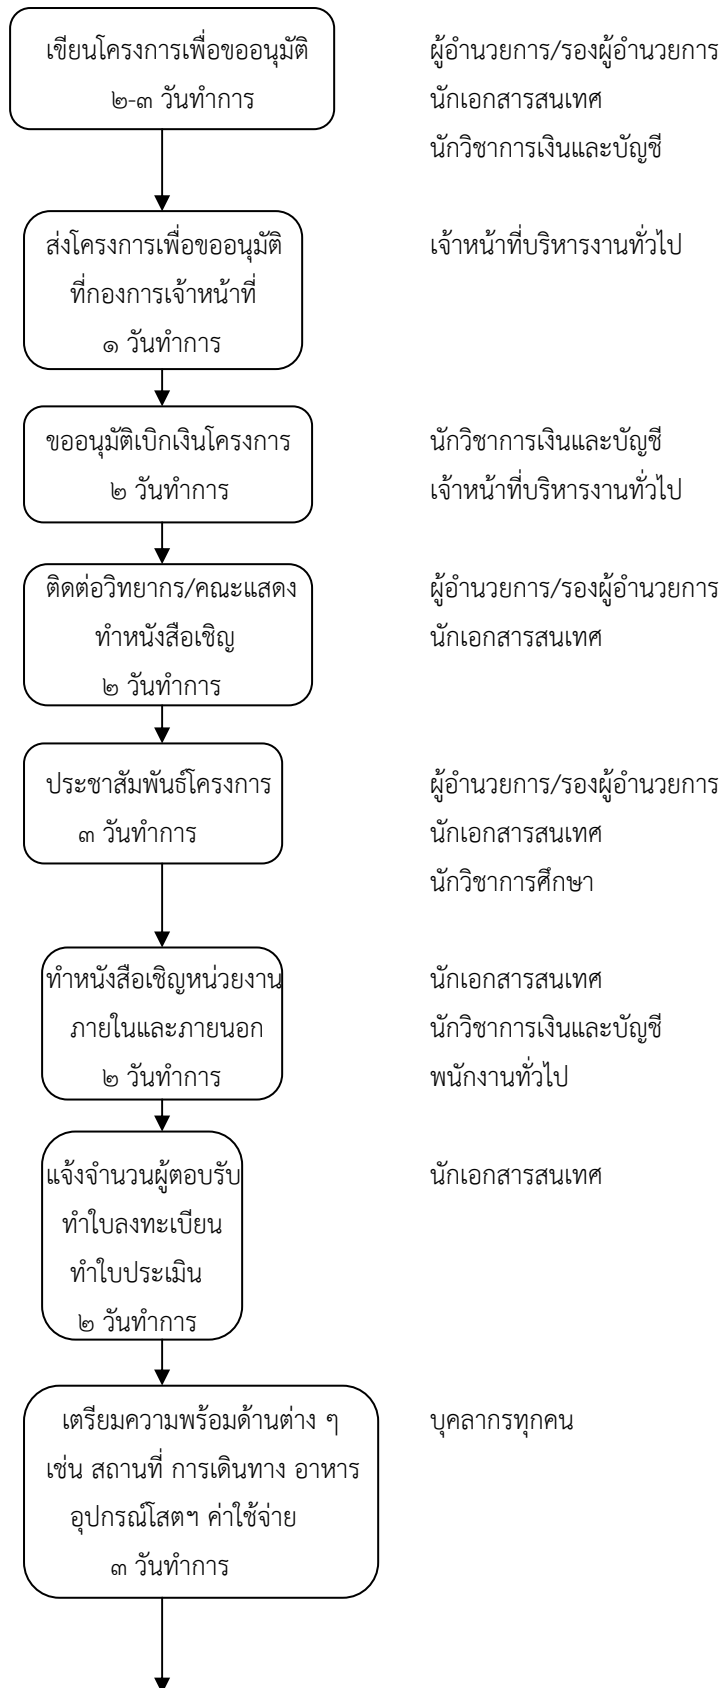 เขียนโครงการเพื่อขออนุมัติ
๒-๓ วันทำการ
ผู้อำนวยการ/รองผู้อำนวยการ
นักเอกสารสนเทศ
นักวิชาการเงินและบัญชี
ส่งโครงการเพื่อขออนุมัติ
ที่กองการเจ้าหน้าที่
๑ วันทำการ
เจ้าหน้าที่บริหารงานทั่วไป
ขออนุมัติเบิกเงินโครงการ
๒ วันทำการ
นักวิชาการเงินและบัญชี
เจ้าหน้าที่บริหารงานทั่วไป
ติดต่อวิทยากร/คณะแสดง
ทำหนังสือเชิญ
๒ วันทำการ
ผู้อำนวยการ/รองผู้อำนวยการ
นักเอกสารสนเทศ
ประชาสัมพันธ์โครงการ
๓ วันทำการ
ผู้อำนวยการ/รองผู้อำนวยการ
นักเอกสารสนเทศ
นักวิชาการศึกษา
ทำหนังสือเชิญหน่วยงาน
ภายในและภายนอก
๒ วันทำการ
นักเอกสารสนเทศ
นักวิชาการเงินและบัญชี
พนักงานทั่วไป
แจ้งจำนวนผู้ตอบรับ
ทำใบลงทะเบียน
ทำใบประเมิน
๒ วันทำการ
นักเอกสารสนเทศ
เตรียมความพร้อมด้านต่าง ๆ
เช่น สถานที่ การเดินทาง อาหาร
อุปกรณ์โสตฯ ค่าใช้จ่าย
๓ วันทำการ
บุคลากรทุกคน